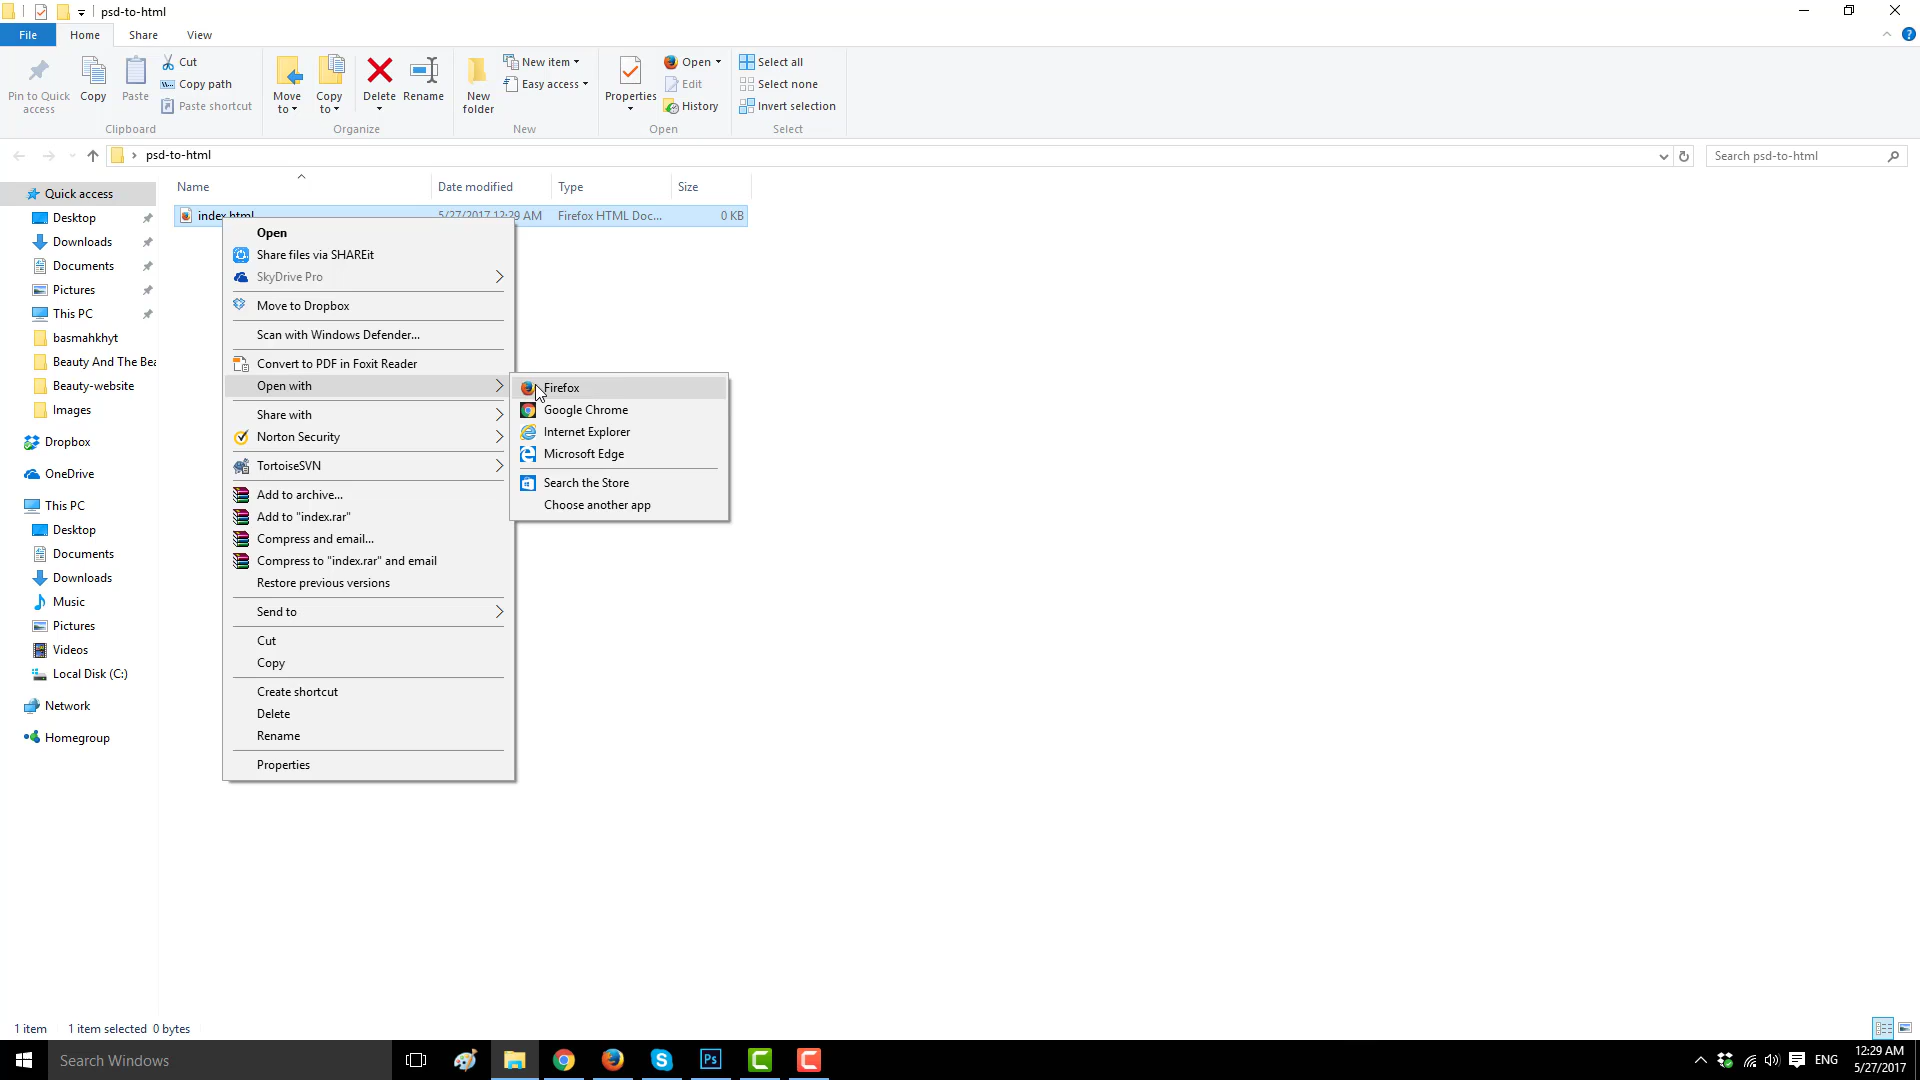 psd-to-html
File Home Share View
Pin to Quick access
Copy
Paste
Cut
Copy path
Paste shortcut
Clipboard
Move to
Copy to
Delete
Rename
Organize
New folder
New item
Easy access
New
Properties
Open
Edit
History
Open
Select all
Select none
Invert selection
Select
psd-to-html
Search psd-to-html
Name Date modified Type Size
index.html 5/27/2017 12:29 AM Firefox HTML Doc... 0 KB
Quick access
Desktop
Downloads
Documents
Pictures
This PC
basmahkhyt
Beauty And The Bea
Beauty-website
Images
Dropbox
OneDrive
This PC
Desktop
Documents
Downloads
Music
Pictures
Videos
Local Disk (C:)
Network
Homegroup
Open
Share files via SHAREit
SkyDrive Pro
Move to Dropbox
Scan with Windows Defender...
Convert to PDF in Foxit Reader
Open with
Share with
Norton Security
TortoiseSVN
Add to archive...
Add to "index.rar"
Compress and email...
Compress to "index.rar" and email
Restore previous versions
Send to
Cut
Copy
Create shortcut
Delete
Rename
Properties
Firefox
Google Chrome
Internet Explorer
Microsoft Edge
Search the Store
Choose another app
1 item 1 item selected 0 bytes
Search Windows
Ps
ENG
12:29 AM
5/27/2017